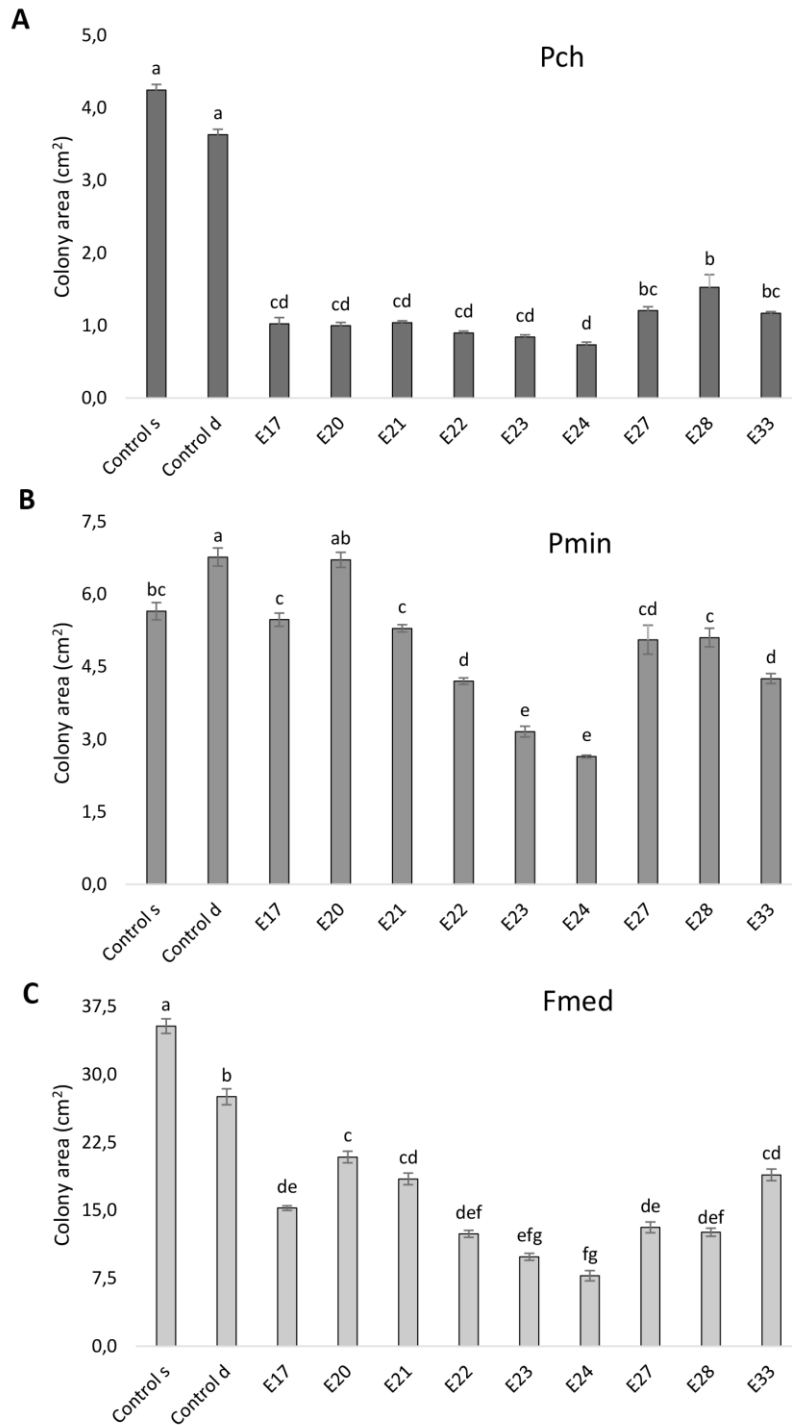 A
Pch
Colony area (cm²)
5,0
4,0
3,0
2,0
1,0
0,0
a
a
cd
cd
cd
cd
cd
d
bc
b
bc
Control s
Control d
E17
E20
E21
E22
E23
E24
E27
E28
E33
B
Pmin
Colony area (cm²)
7,5
6,0
4,5
3,0
1,5
0,0
bc
a
c
ab
c
d
e
e
cd
c
d
Control s
Control d
E17
E20
E21
E22
E23
E24
E27
E28
E33
C
Fmed
Colony area (cm²)
37,5
30,0
22,5
15,0
7,5
0,0
a
b
de
c
cd
def
efg
fg
de
def
cd
Control s
Control d
E17
E20
E21
E22
E23
E24
E27
E28
E33